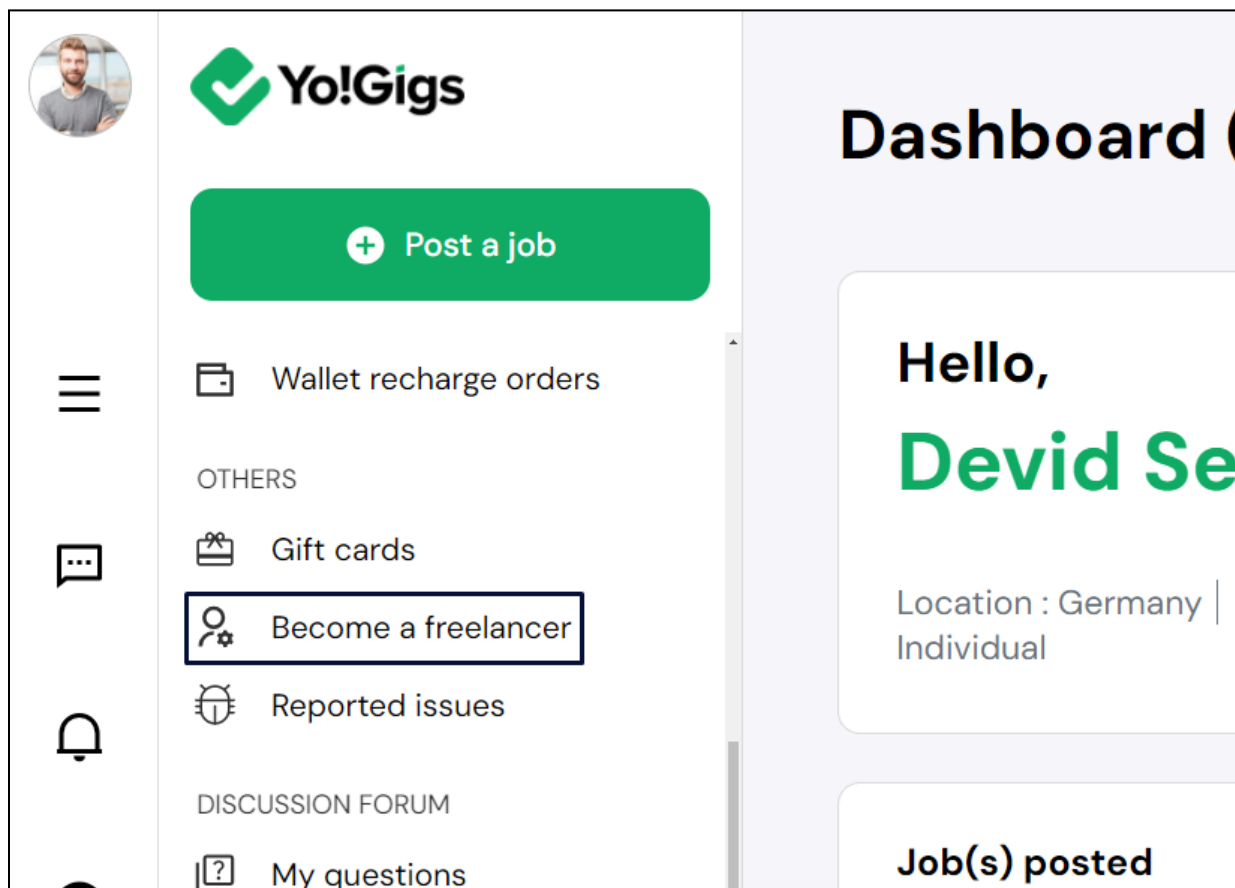 Yo!Gigs
Post a job
Wallet recharge orders
OTHERS
Gift cards
Become a freelancer
Reported issues
DISCUSSION FORUM
My questions
Dashboard (
Hello,
Devid Se
Location : Germany |
Individual
Job(s) posted